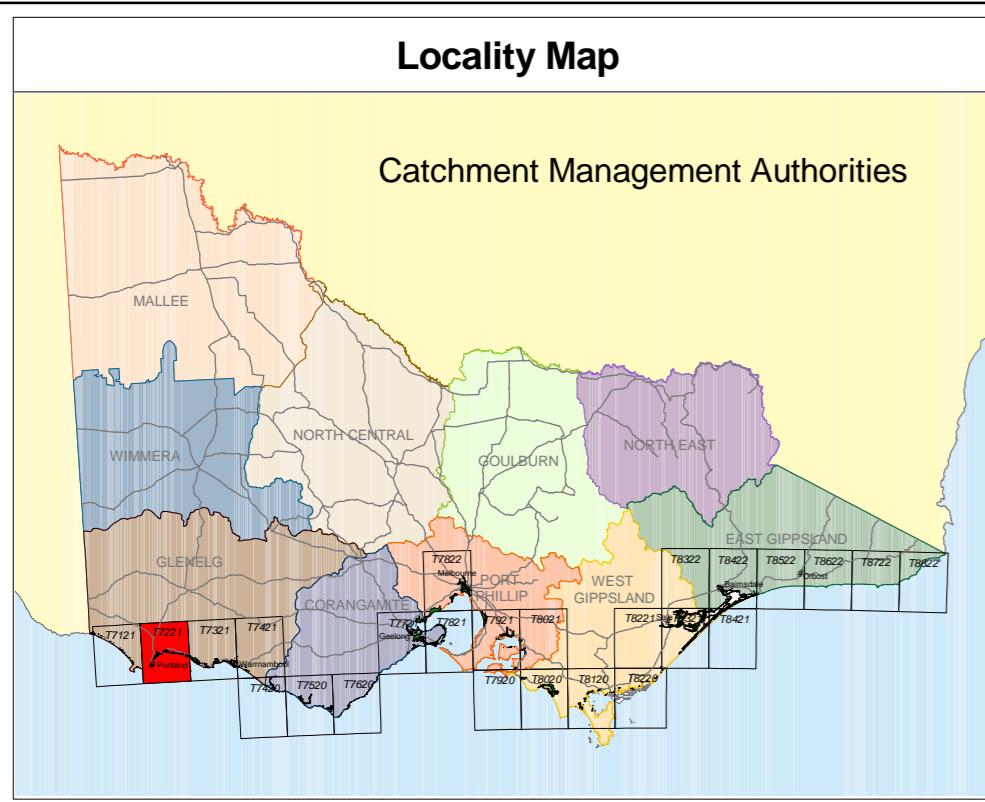 Locality Map
Catchment Management Authorities
MALLEE
WIMMERA
NORTH CENTRAL
GOULBURN
NORTH EAST
GLENELG
CORANGAMITE
PORT
PHILLIP
WEST
GIPPSLAND
EAST GIPPSLAND
T7822
Melbourne
T8322
T8422
T8522
T8622
T8722
T8822
Bairnsdale
Orbost
T7121
T7221
T7321
T7421
Portland
Warrnambool
Geelong
T7821
T7921
T8021
T8221
T8421
T7420
T7520
T7620
T7920
T8020
T8120
T8220